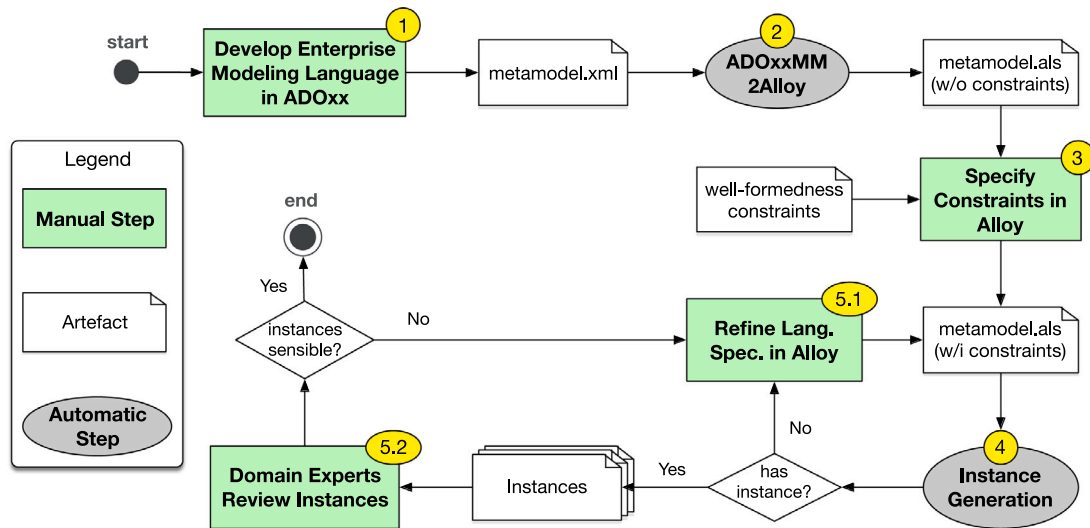 start
1
Develop Enterprise
Modeling Language
in ADOxx
metamodel.xml
2
ADOxxMM
2Alloy
metamodel.als
(w/o constraints)
Legend
Manual Step
Artefact
Automatic
Step
well-formedness
constraints
3
Specify
Constraints in
Alloy
end
Yes
instances
sensible?
No
5.1
Refine Lang.
Spec. in Alloy
metamodel.als
(w/i constraints)
5.2
Domain Experts
Review Instances
Instances
Yes
No
has
instance?
4
Instance
Generation